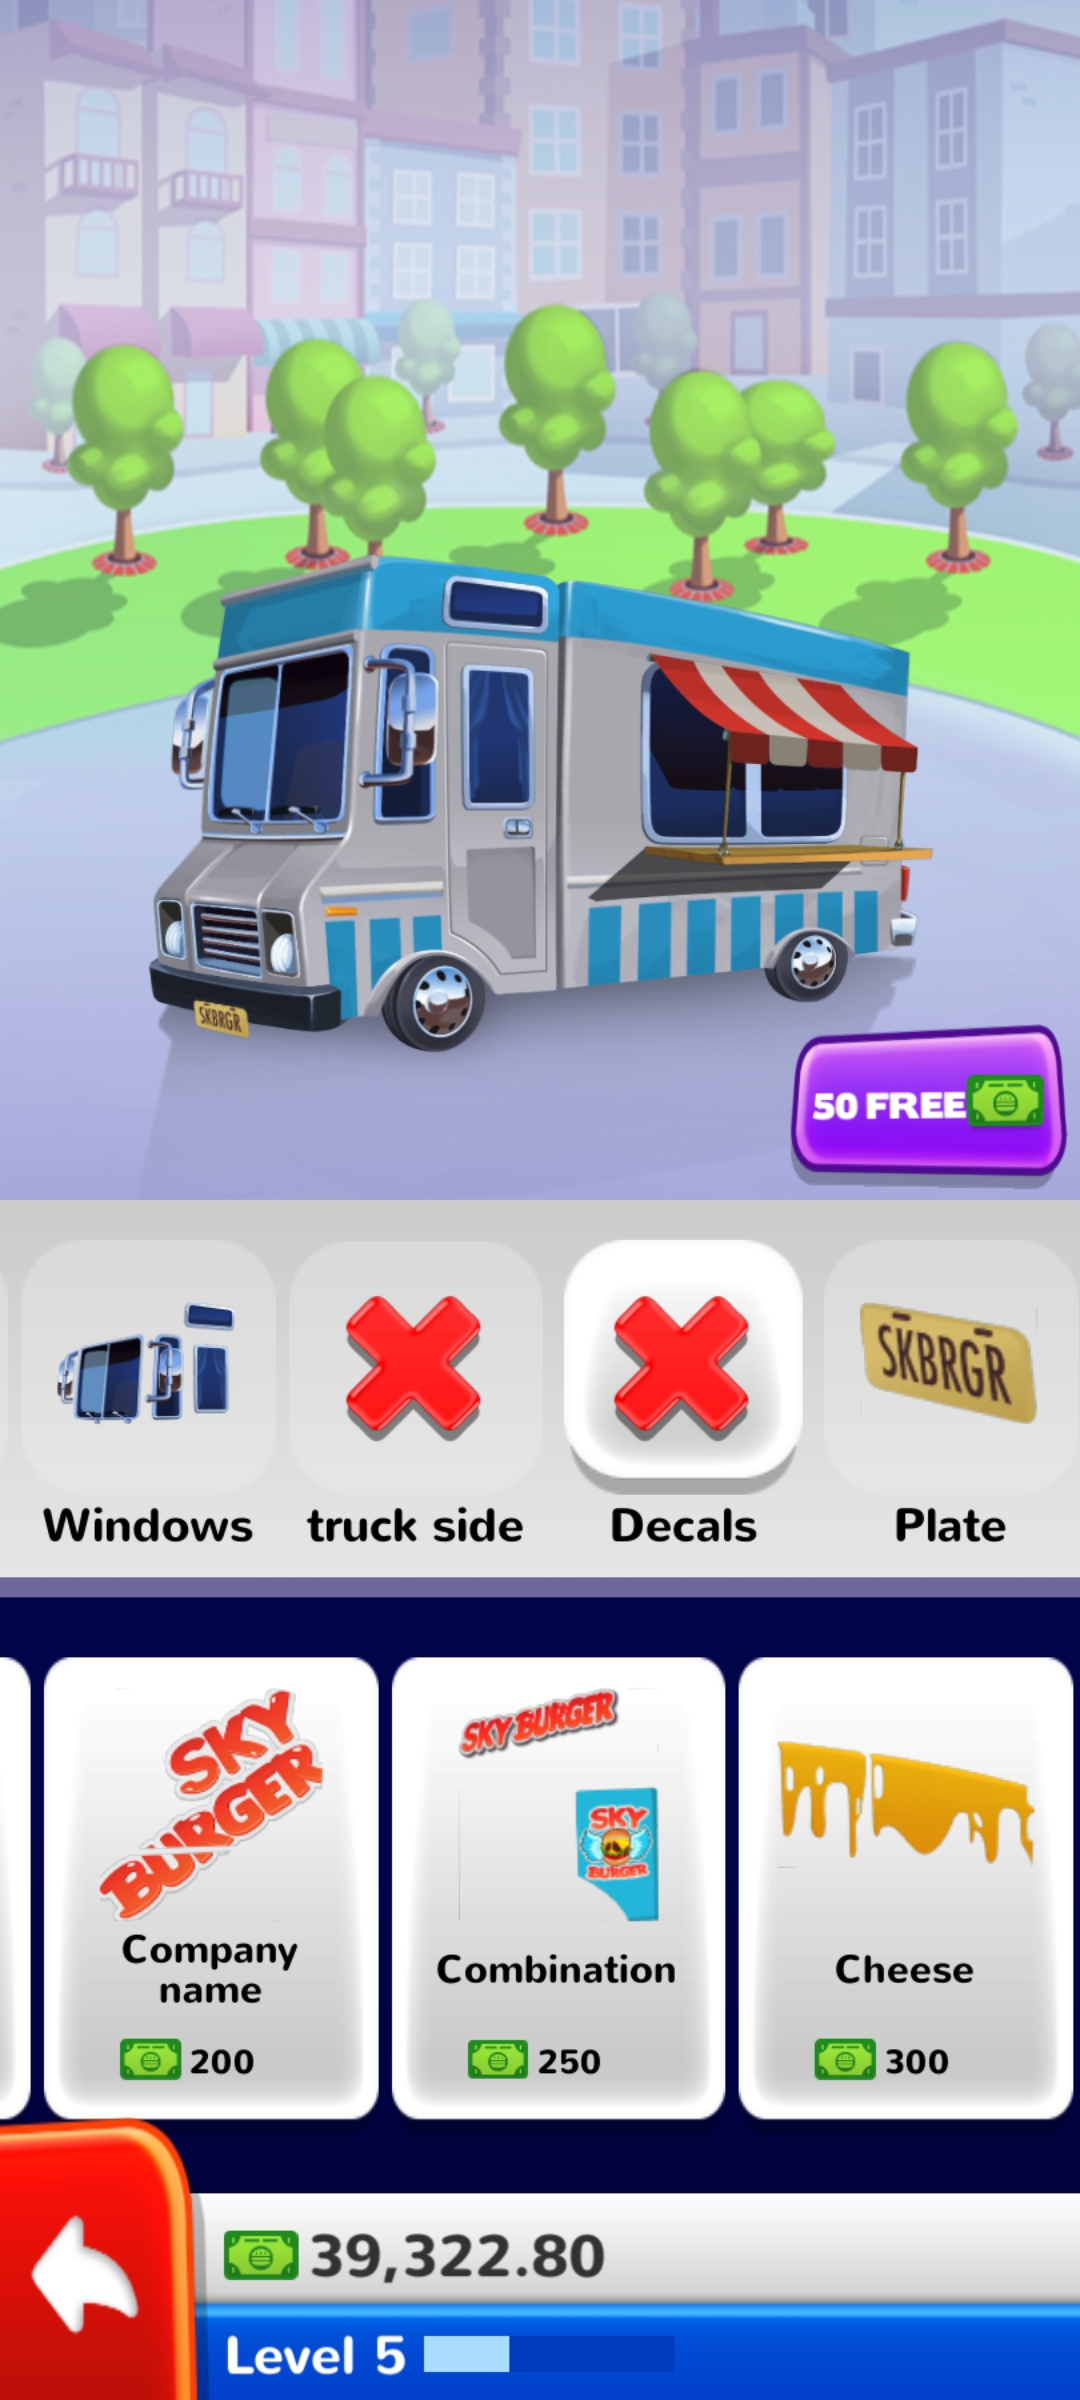 SKBRGR
50 FREE
SKBRGR
Windows
truck side
Decals
Plate
SKY
BURGER
SKY BURGER
SKY
BURGER
Company
name
Combination
Cheese
200
250
300
39,322.80
Level 5